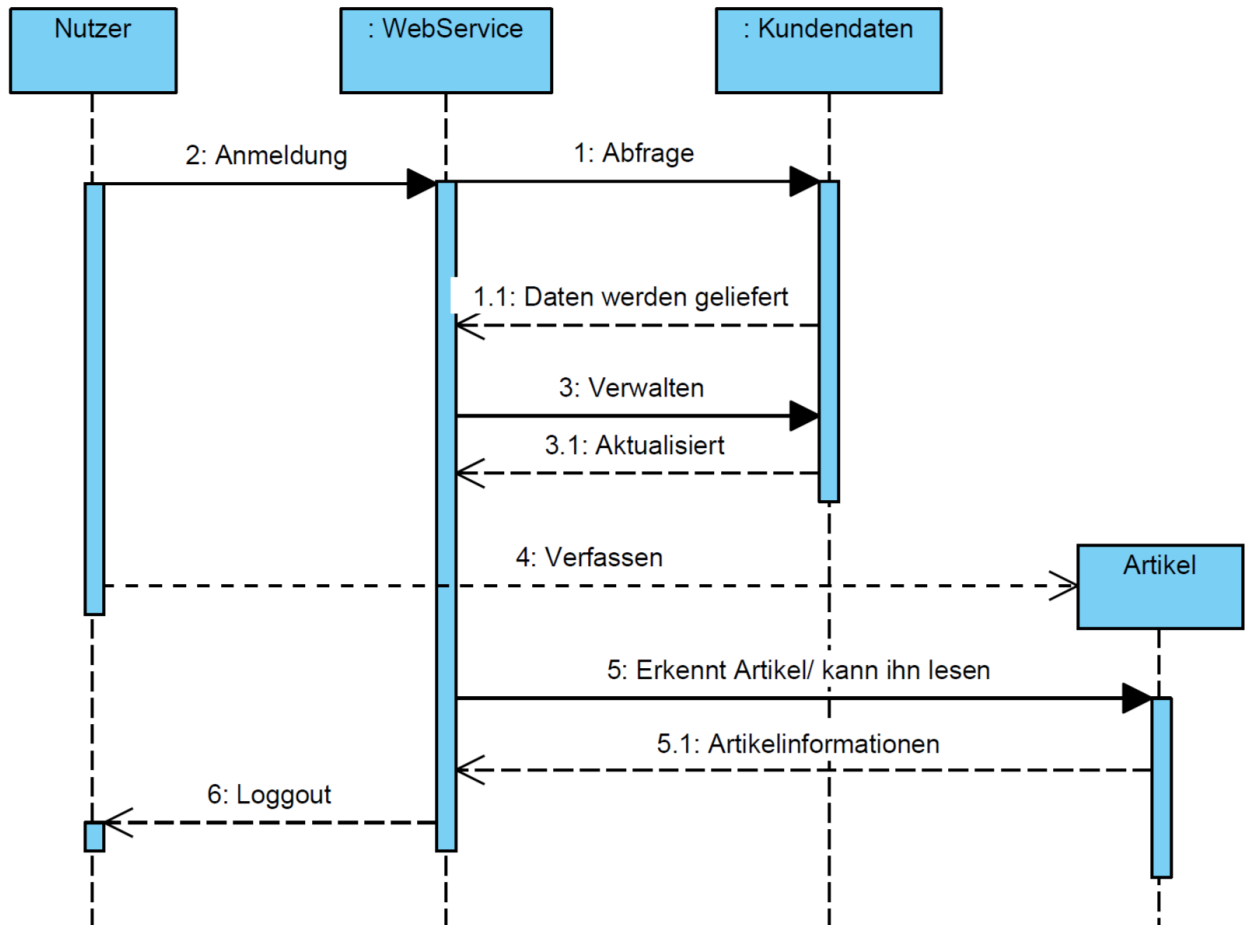 Nutzer
: WebService
: Kundendaten
2: Anmeldung
1: Abfrage
1.1: Daten werden geliefert
3: Verwalten
3.1: Aktualisiert
4: Verfassen
Artikel
5: Erkennt Artikel/ kann ihn lesen
5.1: Artikelinformationen
6: Loggout